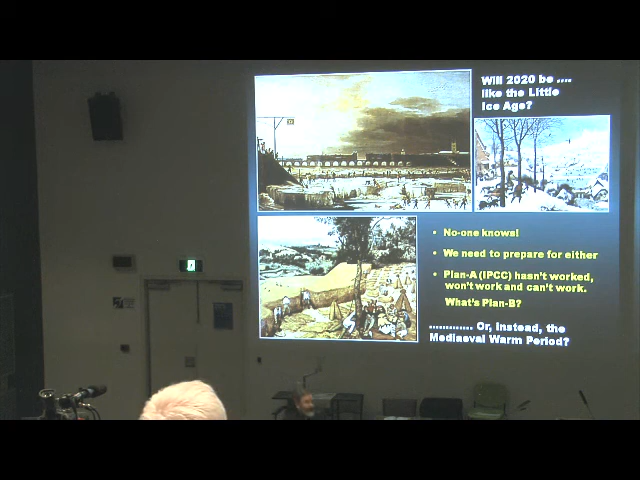 Will 2020 be ....
like the Little
Ice Age?
• No-one knows!
• We need to prepare for either
• Plan-A (IPCC) hasn't worked,
won't work and can't work.
What's Plan-B?
............. Or, instead, the
Mediaeval Warm Period?